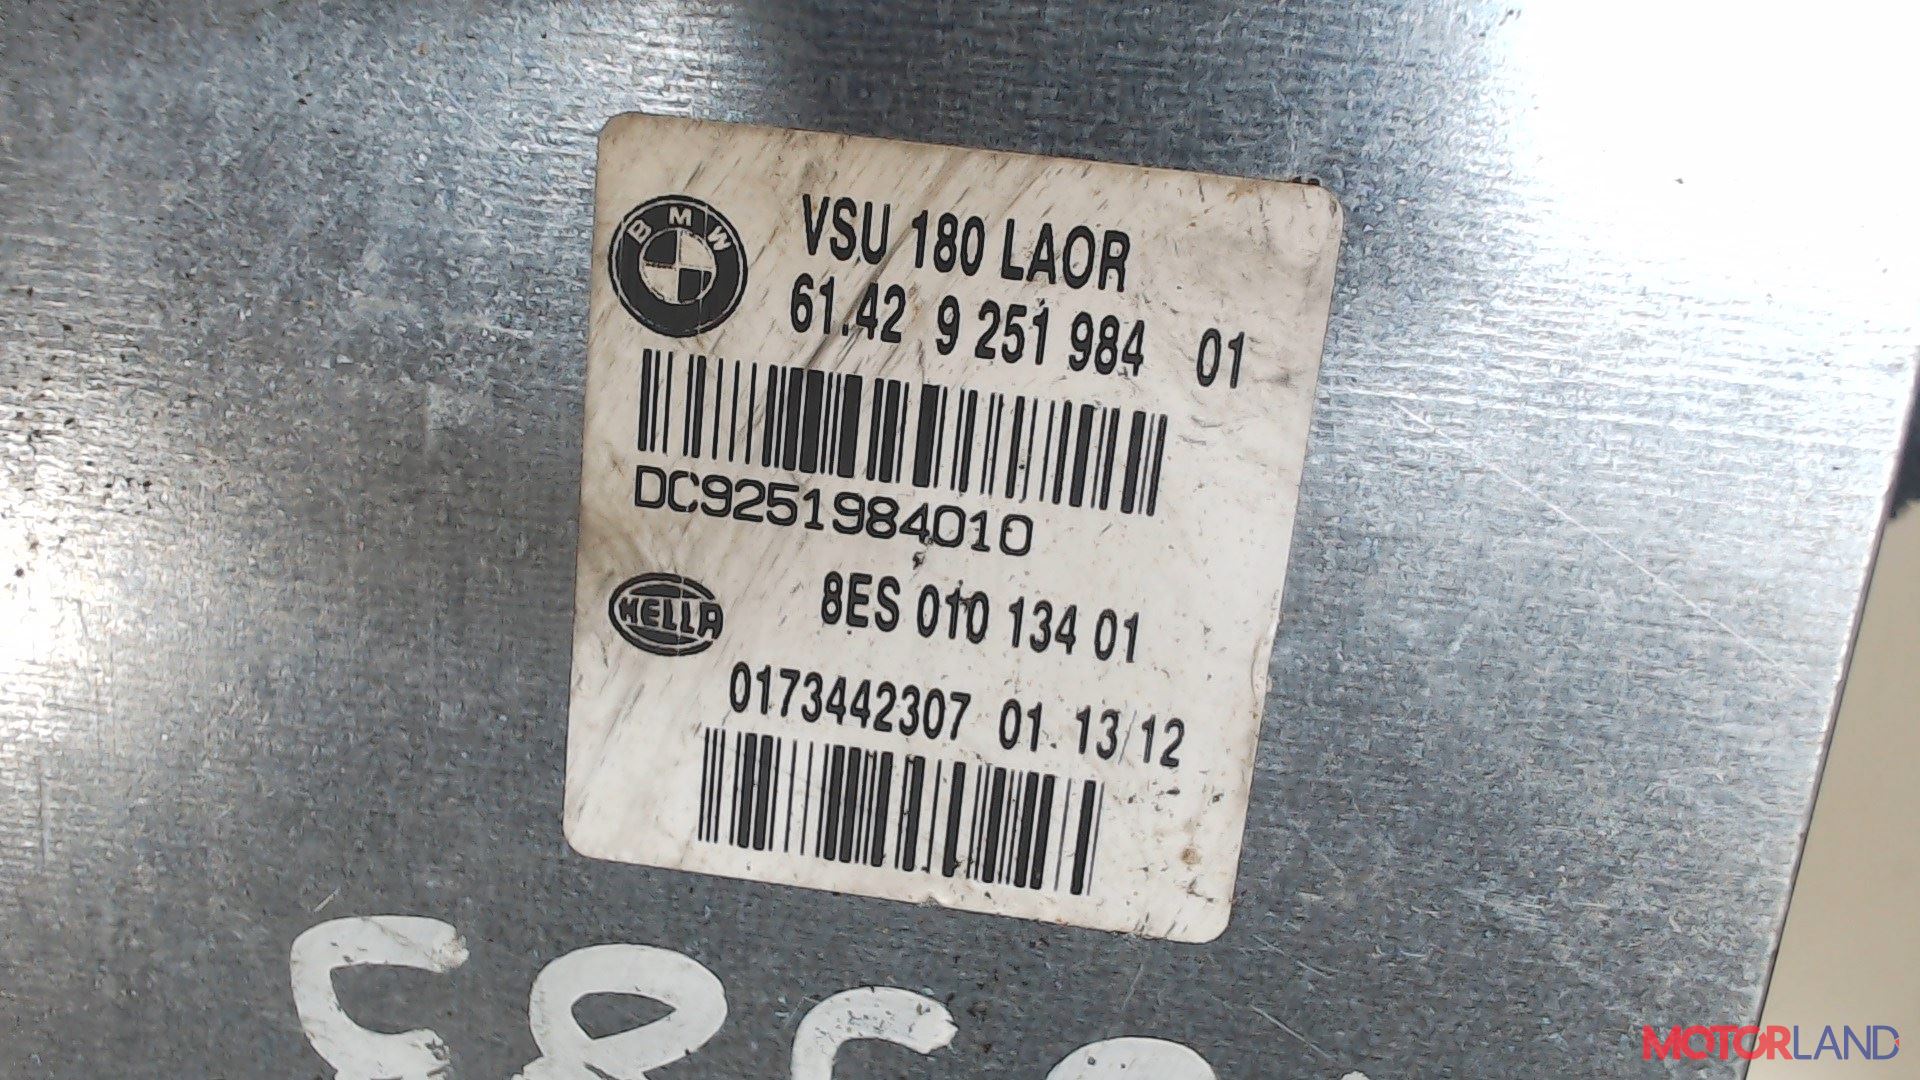 BMW
VSU 180 LAOR
61.42 9 251 984 01
DC9251984010
HELLA
8ES 010 134 01
0173442307 01 13/12
MOTORLAND